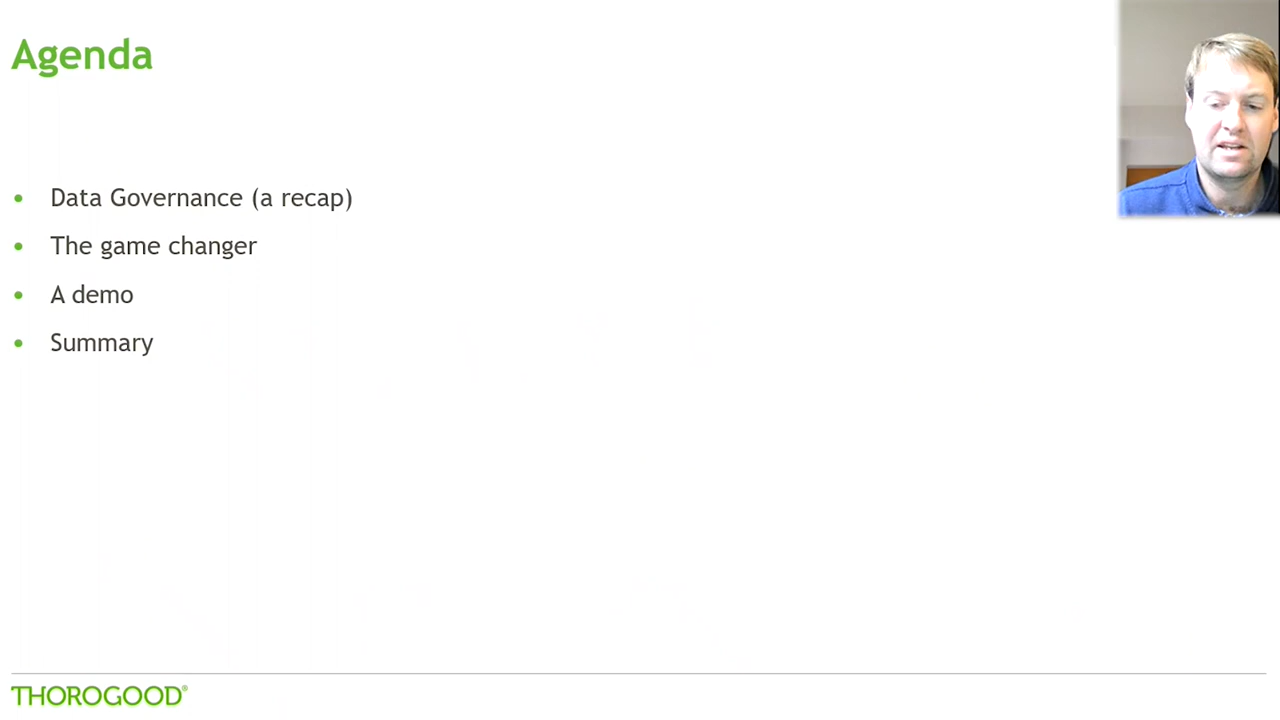 Agenda
• Data Governance (a recap)
• The game changer
• A demo
• Summary
THOROGOOD®